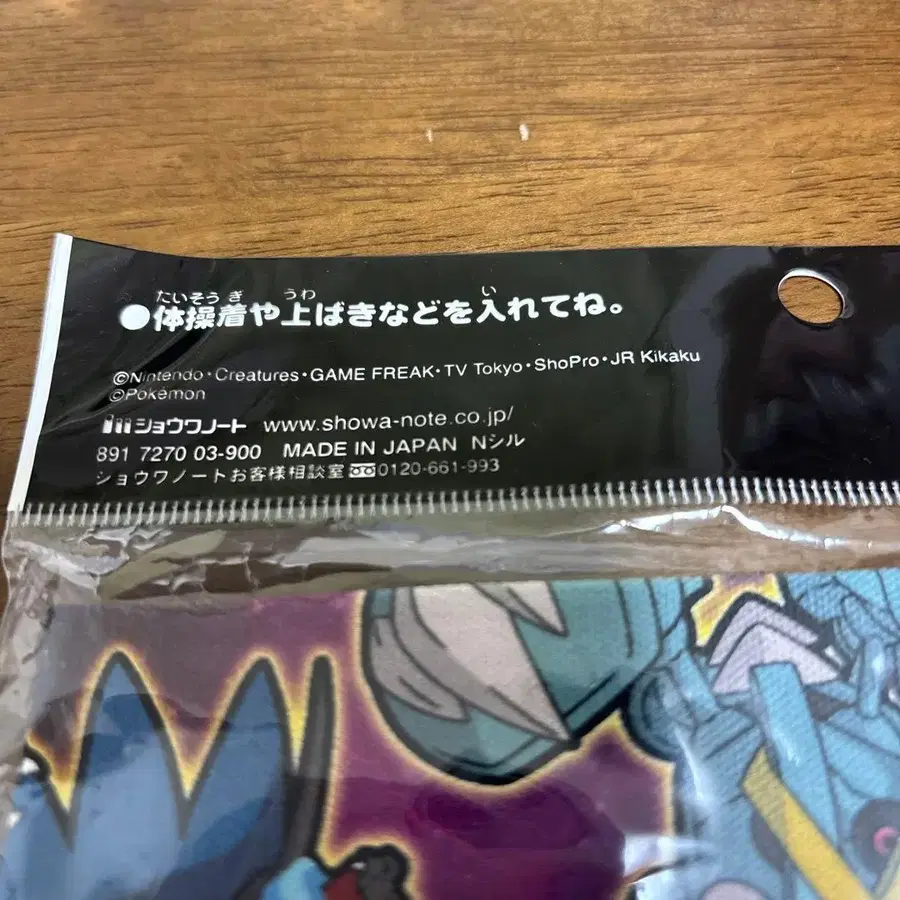 たいそうぎ うわ い
●体操着や上ばきなどを入れてね。
©Nintendo・Creatures・GAME FREAK・TV Tokyo・ShoPro・JR Kikaku
©Pokémon
ショウワノート www.showa-note.co.jp/
891 7270 03-900 MADE IN JAPAN Nシル
ショウワノートお客様相談室 0120-661-993